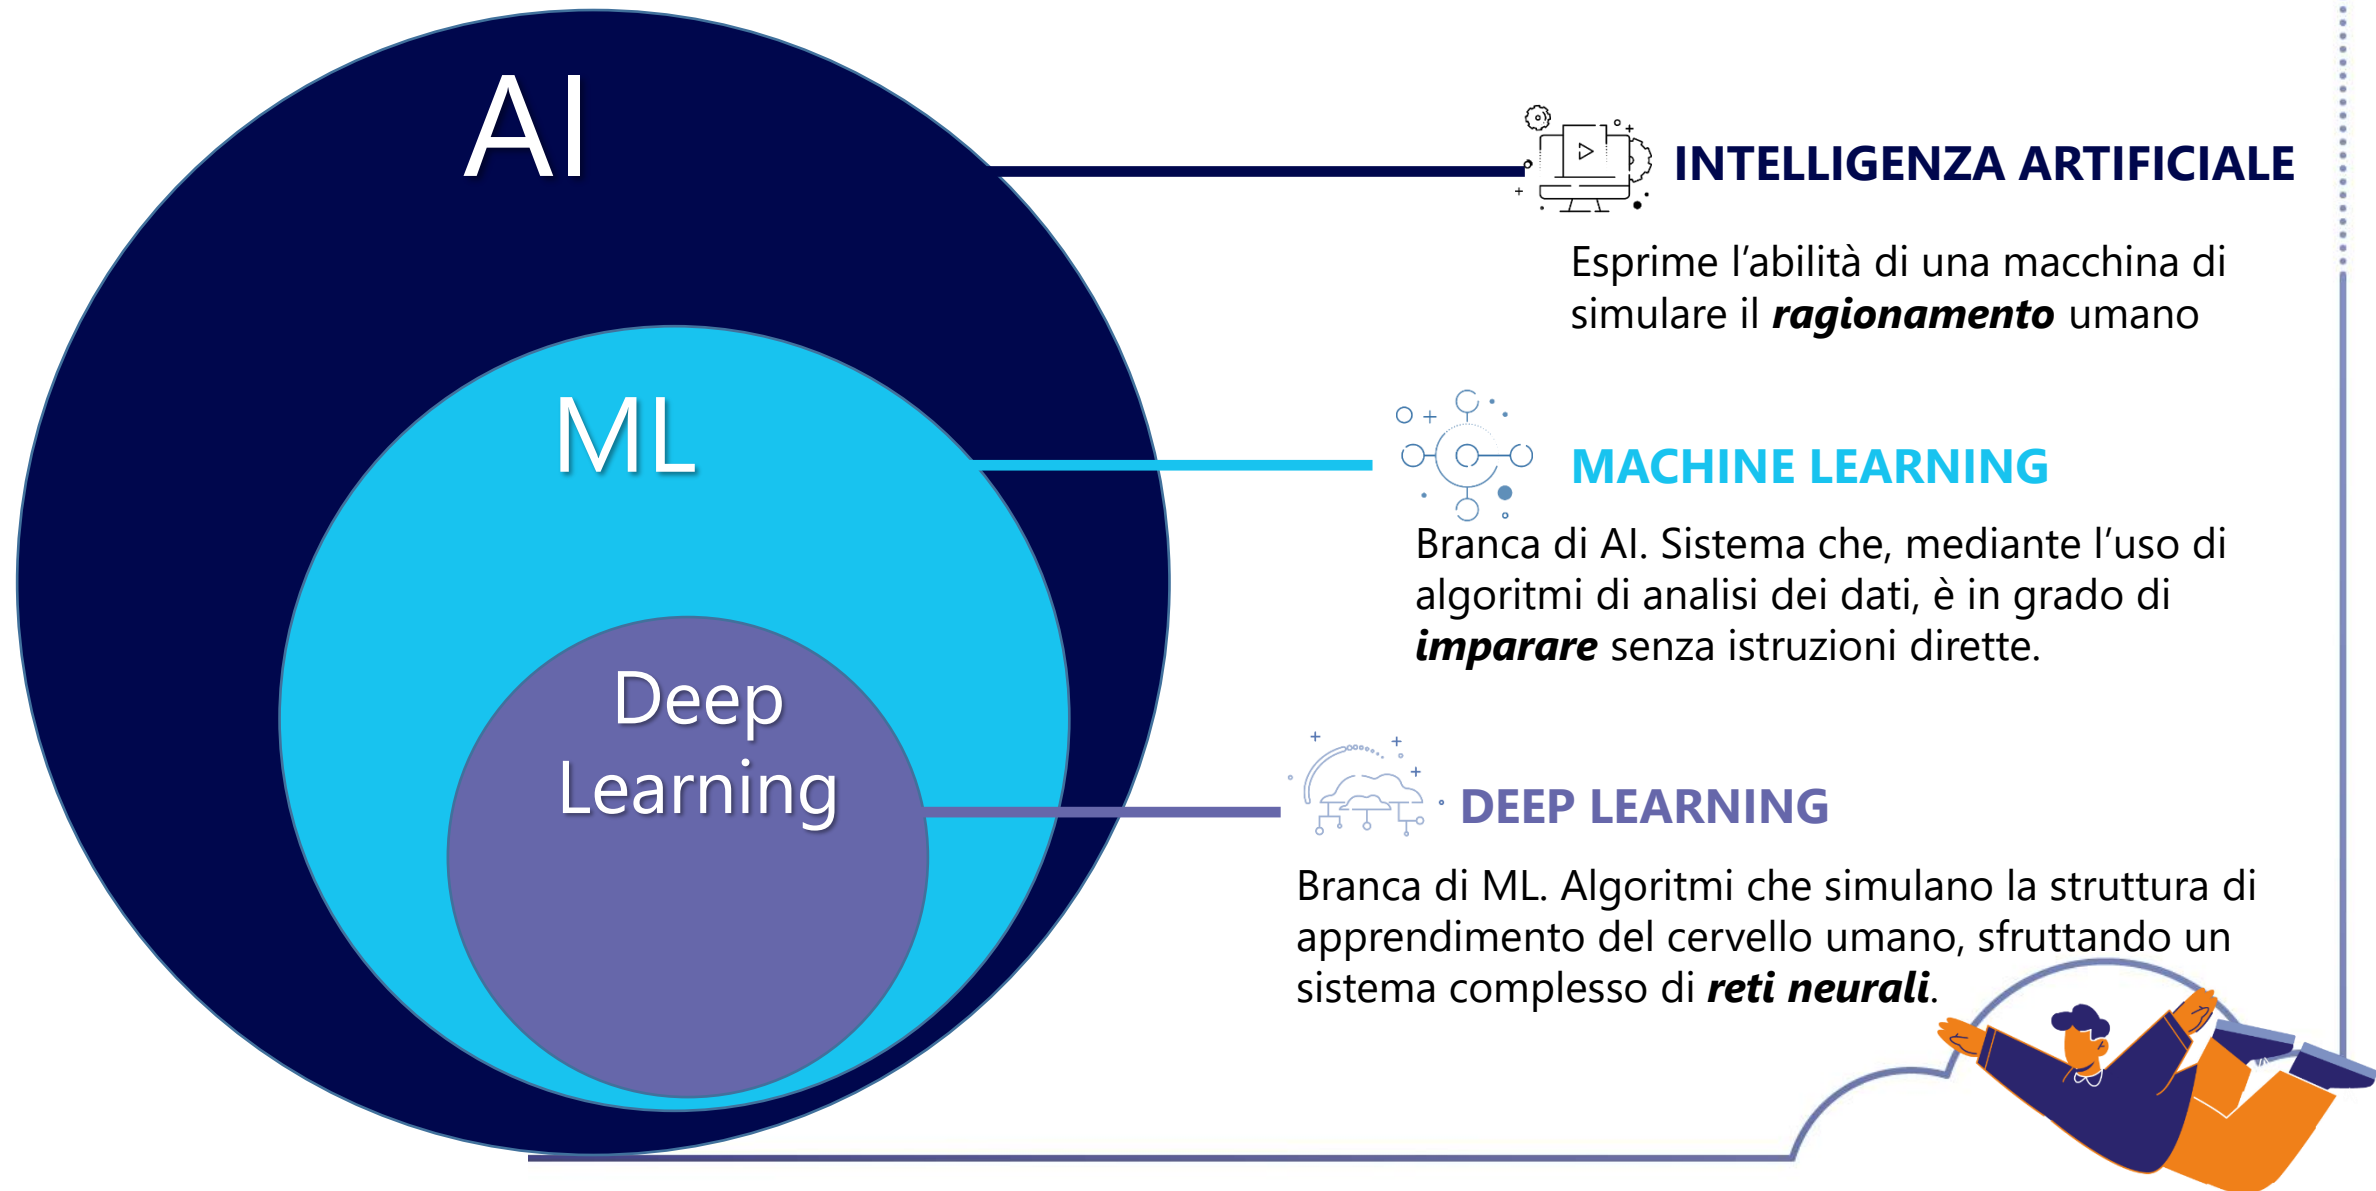 AI
INTELLIGENZA ARTIFICIALE
Esprime l’abilità di una macchina di
simulare il ragionamento umano
ML
MACHINE LEARNING
Branca di AI. Sistema che, mediante l’uso di
algoritmi di analisi dei dati, è in grado di
imparare senza istruzioni dirette.
Deep
Learning
DEEP LEARNING
Branca di ML. Algoritmi che simulano la struttura di
apprendimento del cervello umano, sfruttando un
sistema complesso di reti neurali.